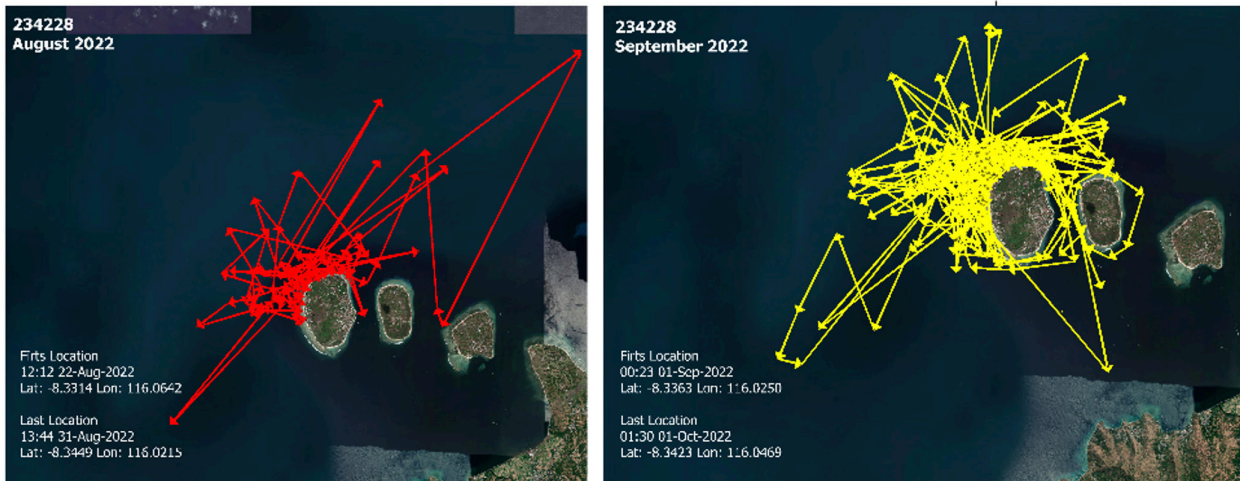 234228
August 2022
Firts Location
12:12 22-Aug-2022
Lat: -8.3314 Lon: 116.0642
Last Location
13:44 31-Aug-2022
Lat: -8.3449 Lon: 116.0215
234228
September 2022
Firts Location
00:23 01-Sep-2022
Lat: -8.3363 Lon: 116.0250
Last Location
01:30 01-Oct-2022
Lat: -8.3423 Lon: 116.0469